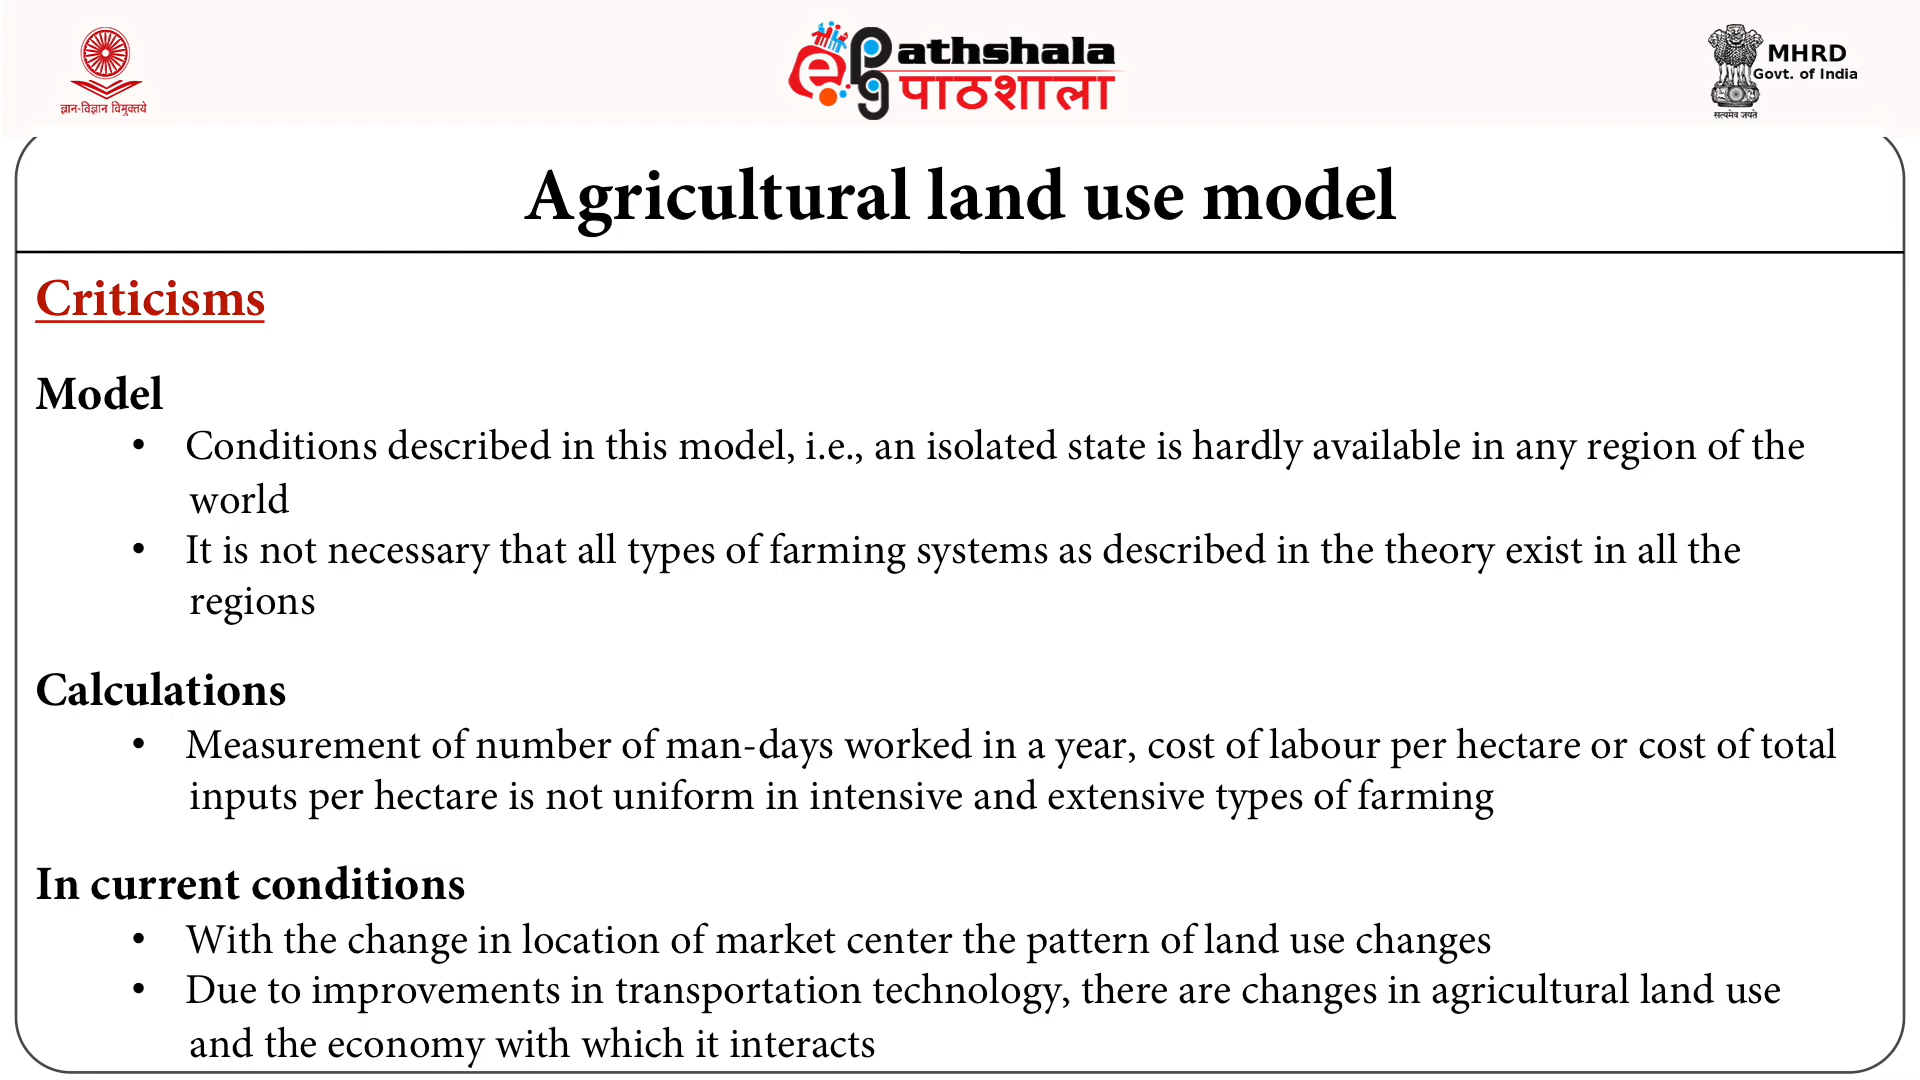 ज्ञान-विज्ञान विमुक्तये
e PG athshala
पाठशाला
MHRD
Govt. of India
सत्यमेव जयते
Agricultural land use model
Criticisms
Model
• Conditions described in this model, i.e., an isolated state is hardly available in any region of the
world
• It is not necessary that all types of farming systems as described in the theory exist in all the
regions
Calculations
• Measurement of number of man-days worked in a year, cost of labour per hectare or cost of total
inputs per hectare is not uniform in intensive and extensive types of farming
In current conditions
• With the change in location of market center the pattern of land use changes
• Due to improvements in transportation technology, there are changes in agricultural land use
and the economy with which it interacts